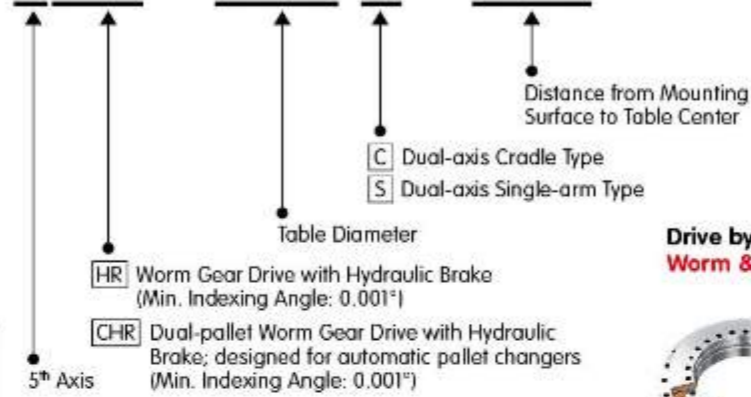 Distance from Mounting
Surface to Table Center
C Dual-axis Cradle Type
S Dual-axis Single-arm Type
Table Diameter
Drive by
Worm &
HR Worm Gear Drive with Hydraulic Brake
(Min. Indexing Angle: 0.001°)
CHR Dual-pallet Worm Gear Drive with Hydraulic
Brake; designed for automatic pallet changers
(Min. Indexing Angle: 0.001°)
5th Axis